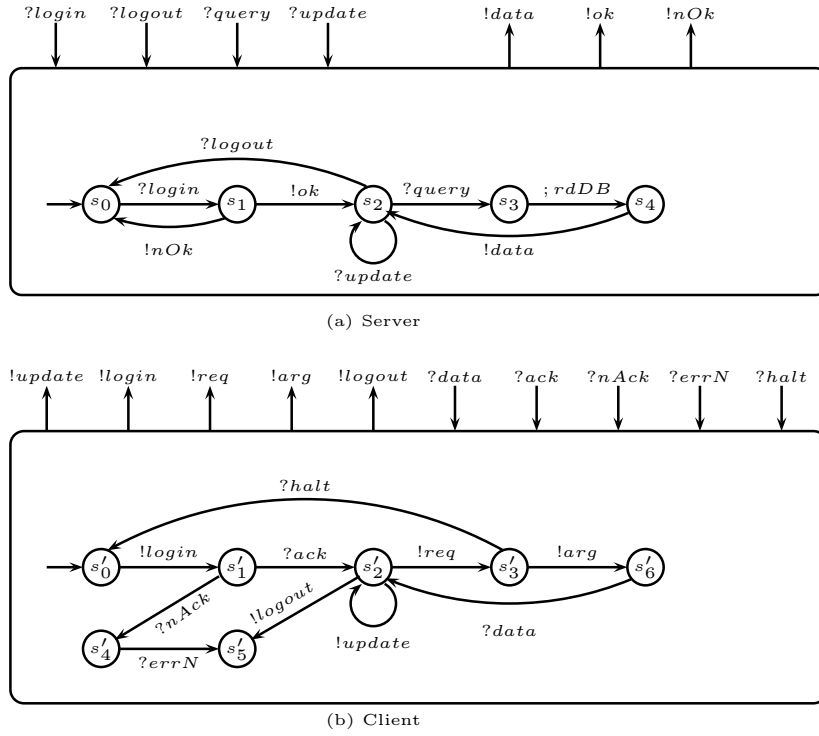 ?login ?logout ?query ?update !data !ok !nOk
?logout
?login !ok ?query ; rdDB
s0 s1 s2 s3 s4
!nOk !data
?update
(a) Server
!update !login !req !arg !logout ?data ?ack ?nAck ?errN ?halt
?halt
!login ?ack !req !arg
s′0 s′1 s′2 s′3 s′6
?nAck !logout
?data
!update
s′4 ?errN s′5
(b) Client